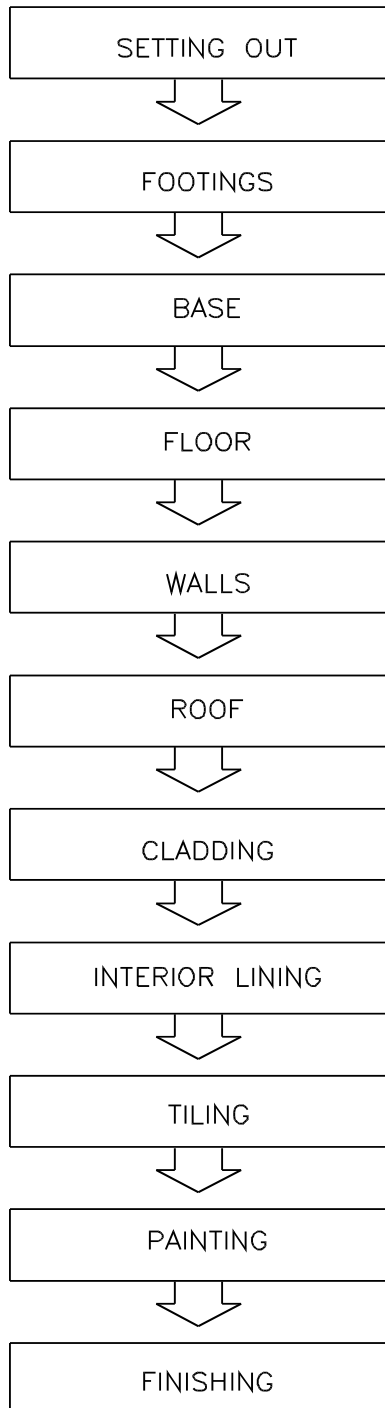 SETTING OUT
FOOTINGS
BASE
FLOOR
WALLS
ROOF
CLADDING
INTERIOR LINING
TILING
PAINTING
FINISHING